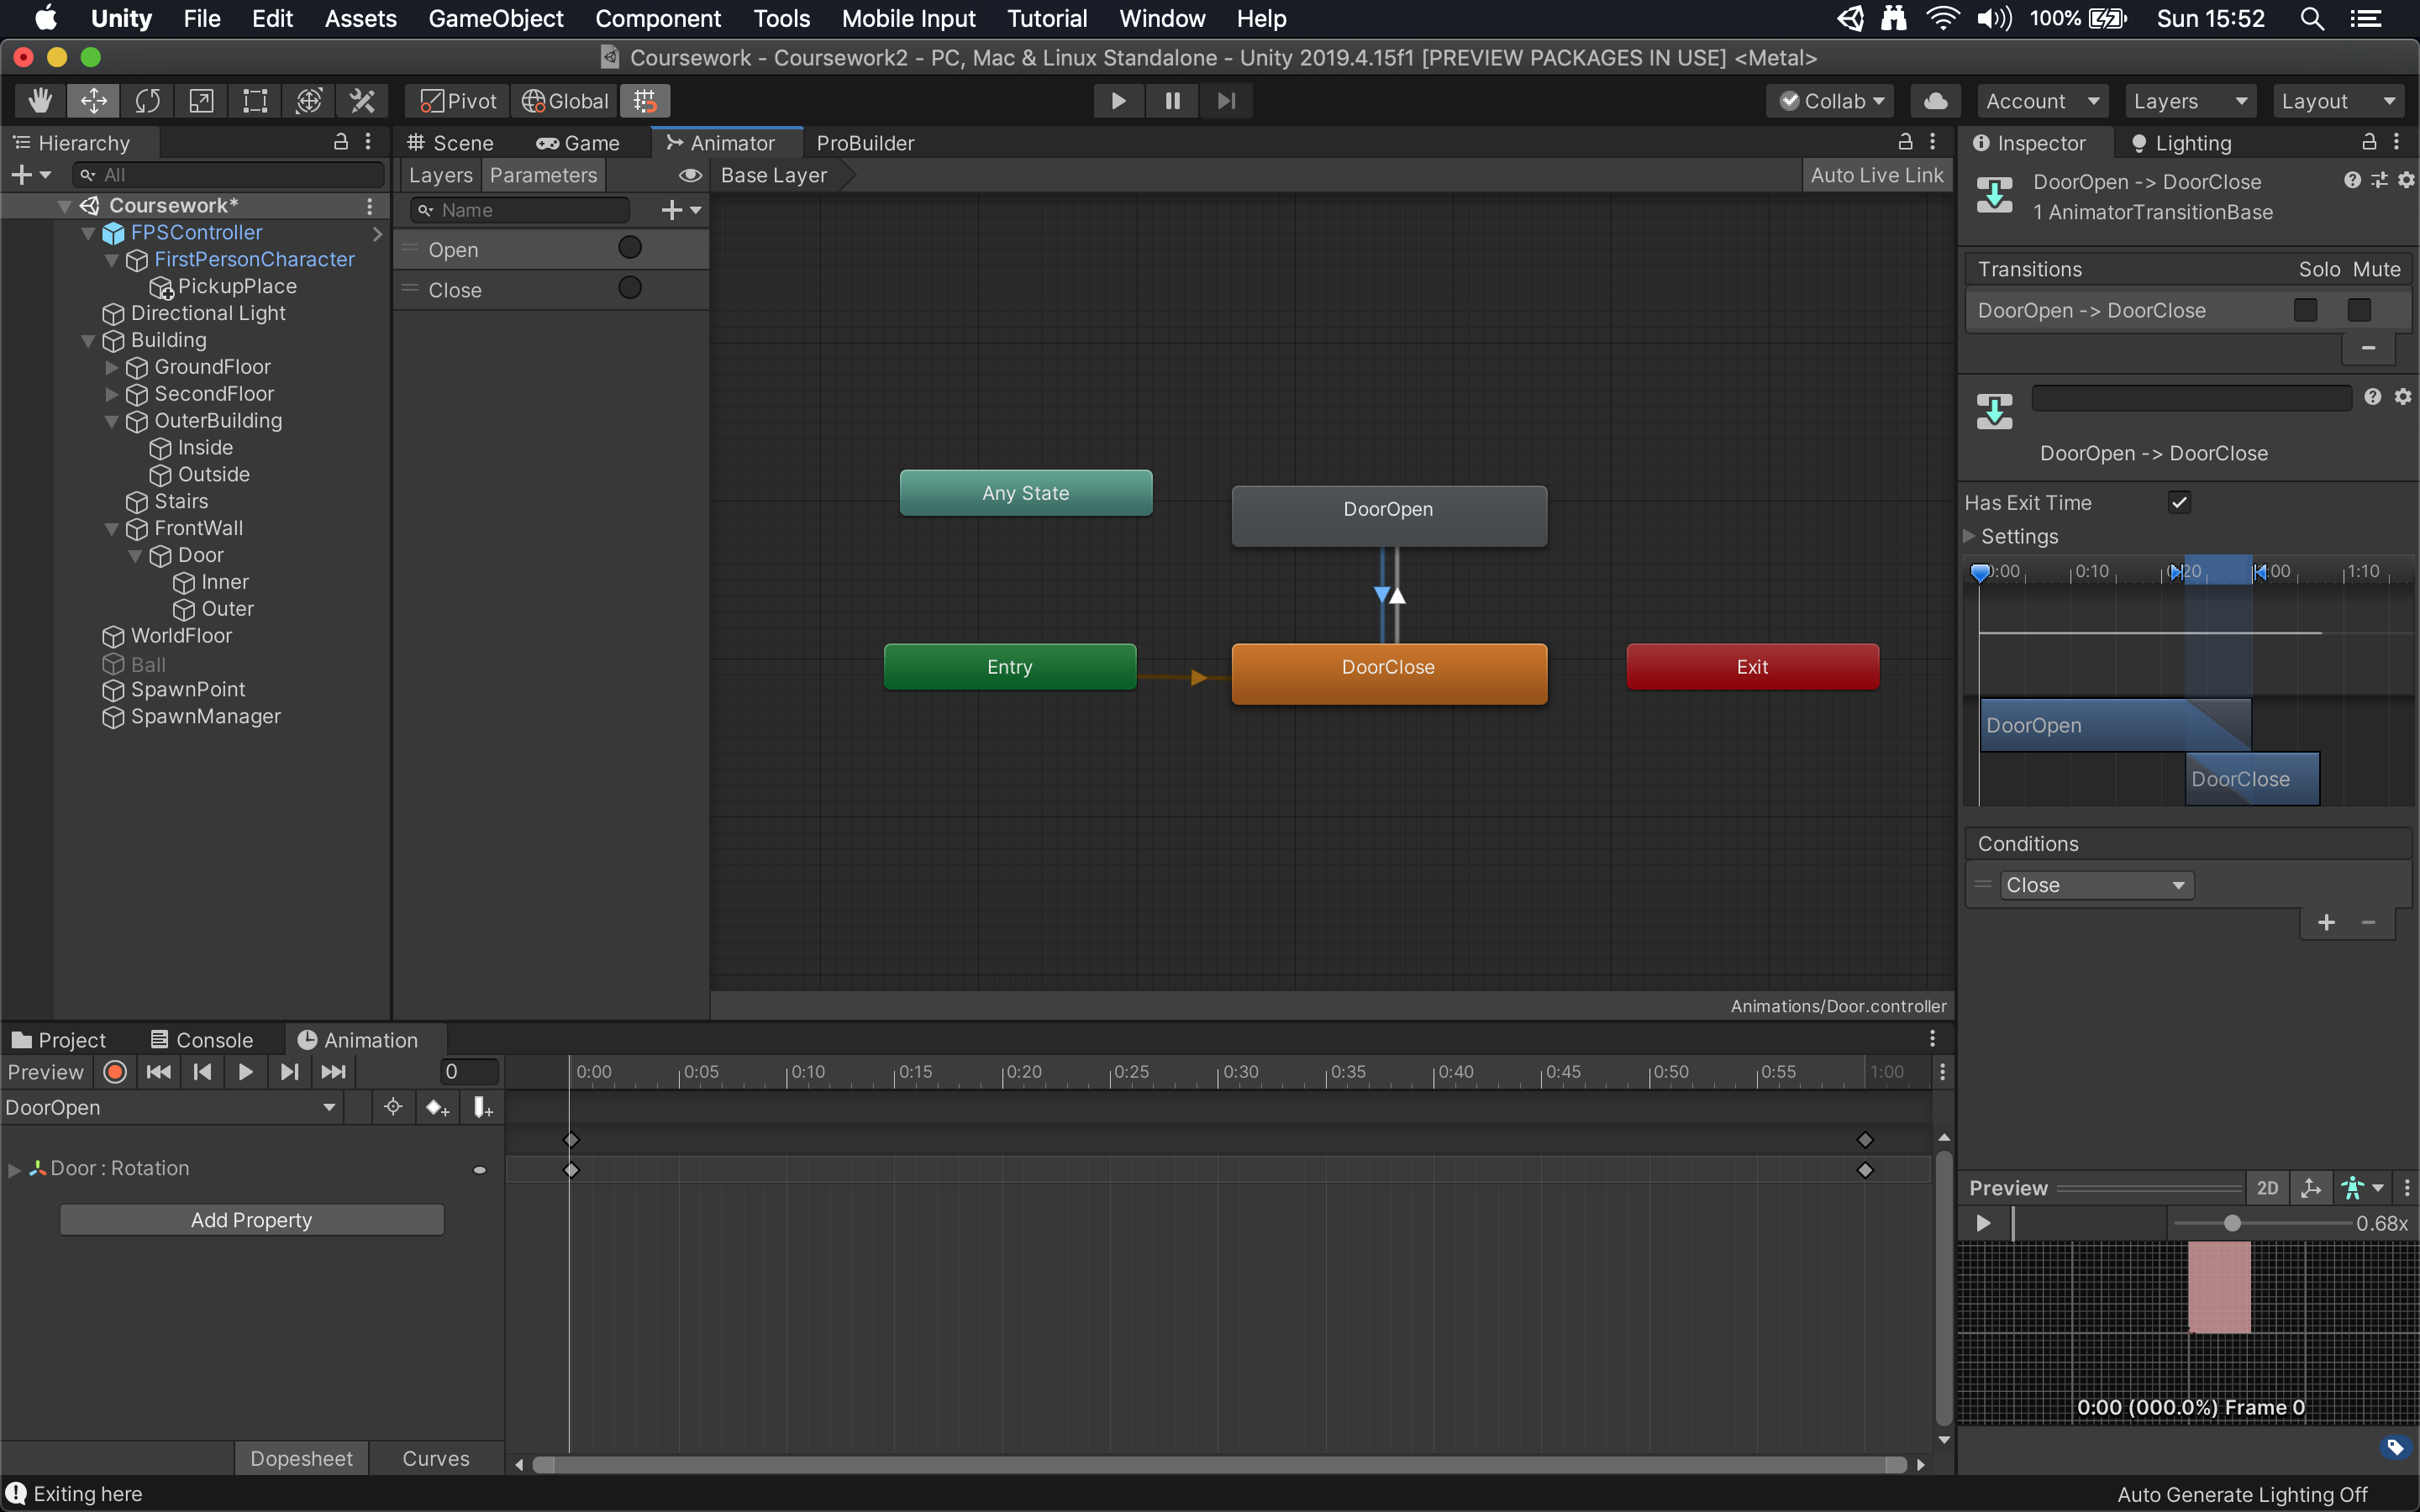 Unity File Edit Assets GameObject Component Tools Mobile Input Tutorial Window Help 100% Sun 15:52
Coursework - Coursework2 - PC, Mac & Linux Standalone - Unity 2019.4.15f1 [PREVIEW PACKAGES IN USE] <Metal>
Pivot Global Collab Account Layers Layout
Hierarchy
All
Coursework*
FPSController
FirstPersonCharacter
PickupPlace
Directional Light
Building
GroundFloor
SecondFloor
OuterBuilding
Inside
Outside
Stairs
FrontWall
Door
Inner
Outer
WorldFloor
Ball
SpawnPoint
SpawnManager
Scene Game Animator ProBuilder
Layers Parameters Base Layer Auto Live Link
Name
Open
Close
Any State
DoorOpen
Entry
DoorClose
Exit
Animations/Door.controller
Inspector Lighting
DoorOpen -> DoorClose
1 AnimatorTransitionBase
Transitions Solo Mute
DoorOpen -> DoorClose
DoorOpen -> DoorClose
Has Exit Time
Settings
0:00 0:10 0:20 1:00 1:10
DoorOpen
DoorClose
Conditions
Close
Preview 2D
0.68x
0:00 (000.0%) Frame 0
Project Console Animation
Preview 0 0:00 0:05 0:10 0:15 0:20 0:25 0:30 0:35 0:40 0:45 0:50 0:55 1:00
DoorOpen
Door : Rotation
Add Property
Dopesheet Curves
Exiting here
Auto Generate Lighting Off